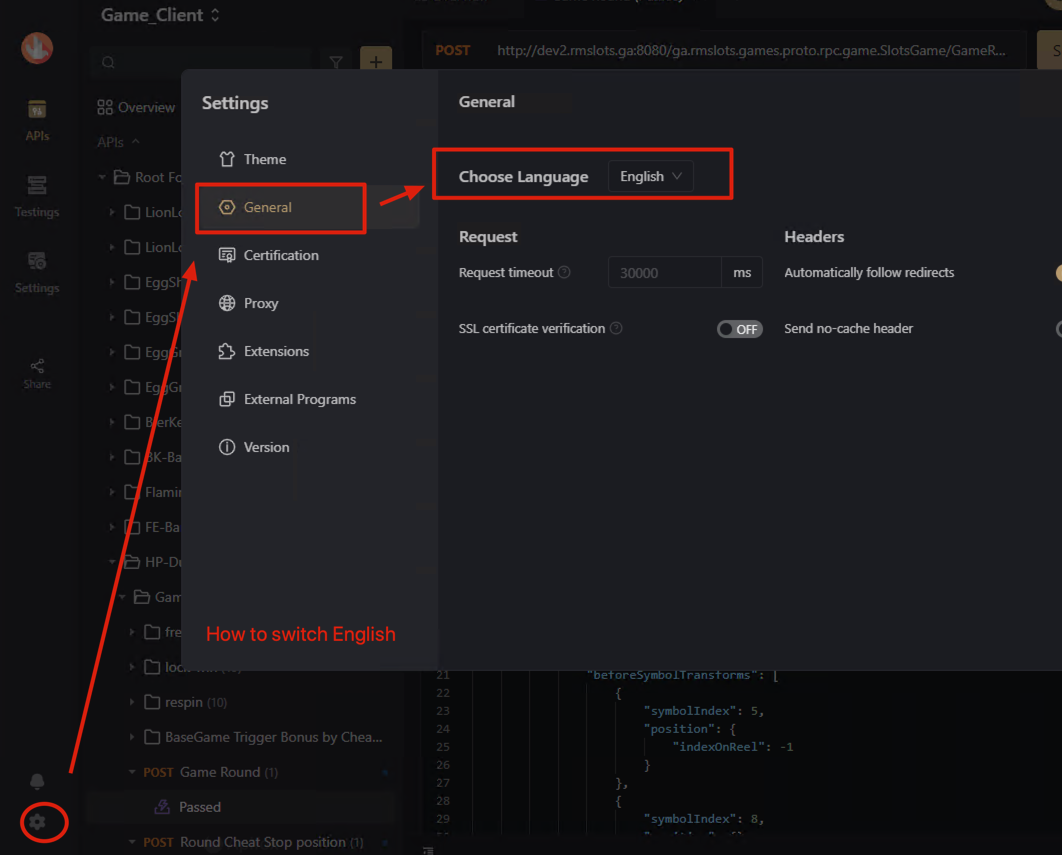 Game_Client
POST
http://dev2.rmslots.ga:8080/ga.rmslots.games.proto.rpc.game.SlotsGame/GameR...
S
APIs
Testings
Settings
Share
Overview
APIs
Root Fo
LionLo
LionLo
EggSh
EggSh
EggGr
EggGr
BierKe
BK-Ba
Flamin
FE-Ba
HP-Du
Gam
fre
respin (10)
BaseGame Trigger Bonus by Chea...
POST Game Round (1)
Passed
POST Round Cheat Stop position (1)
Settings
Theme
General
Certification
Proxy
Extensions
External Programs
Version
How to switch English
General
Choose Language
English
Request
Headers
Request timeout
30000
ms
Automatically follow redirects
SSL certificate verification
OFF
Send no-cache header
21 "beforeSymbolTransforms": [
22 {
23 "symbolIndex": 5,
24 "position": {
25 "indexOnReel": -1
26 }
27 },
28 {
29 "symbolIndex": 8,